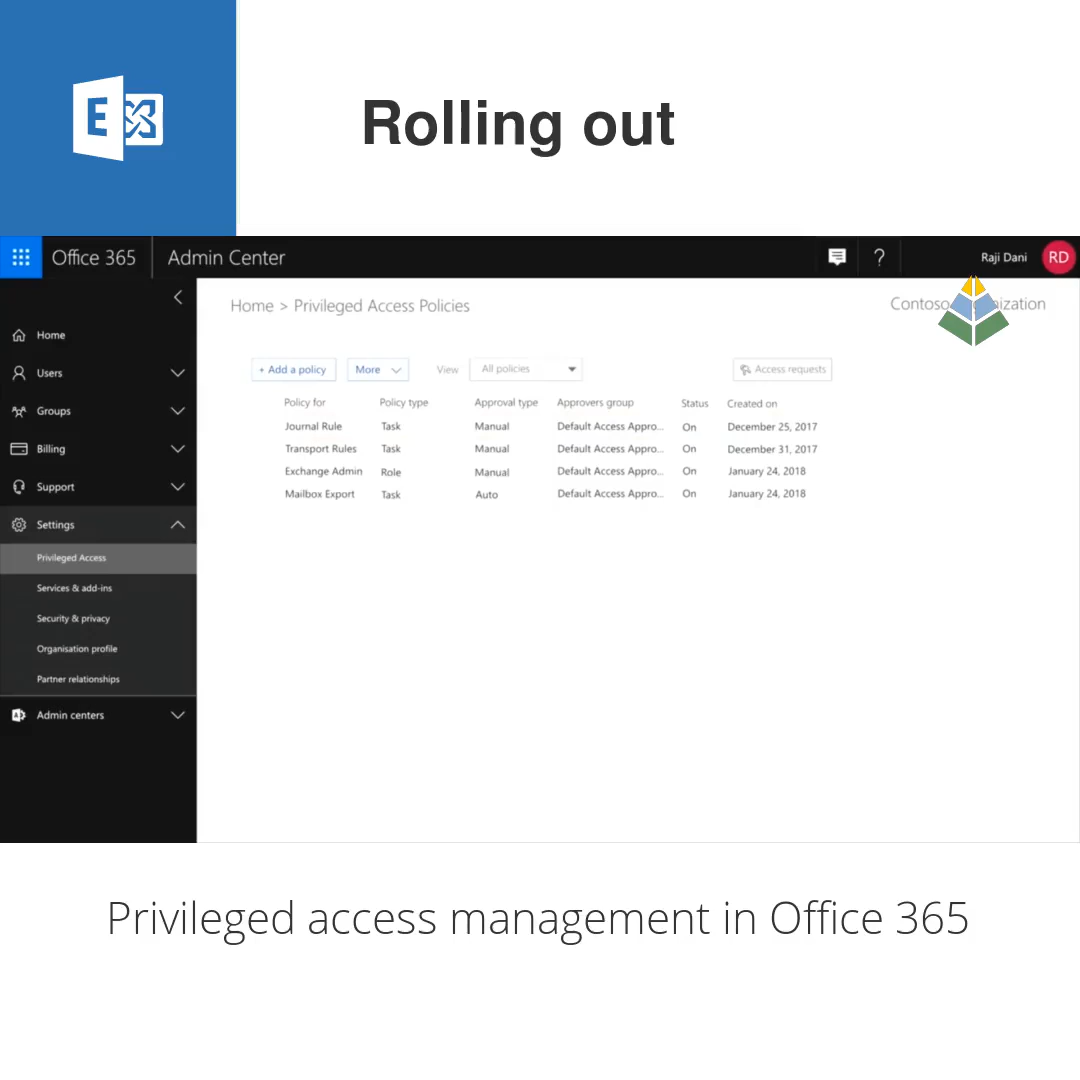 E
Rolling out
Office 365 Admin Center ? Raji Dani RD
Home > Privileged Access Policies Contoso
Home
Users
Groups
Billing
Support
Settings
Privileged Access
Services & add-ins
Security & privacy
Organisation profile
Partner relationships
Admin centers
+ Add a policy More View All policies Access requests
Policy for Policy type Approval type Approvers group Status Created on
Journal Rule Task Manual Default Access Appro... On December 25, 2017
Transport Rules Task Manual Default Access Appro... On December 31, 2017
Exchange Admin Role Manual Default Access Appro... On January 24, 2018
Mailbox Export Task Auto Default Access Appro... On January 24, 2018
Privileged access management in Office 365